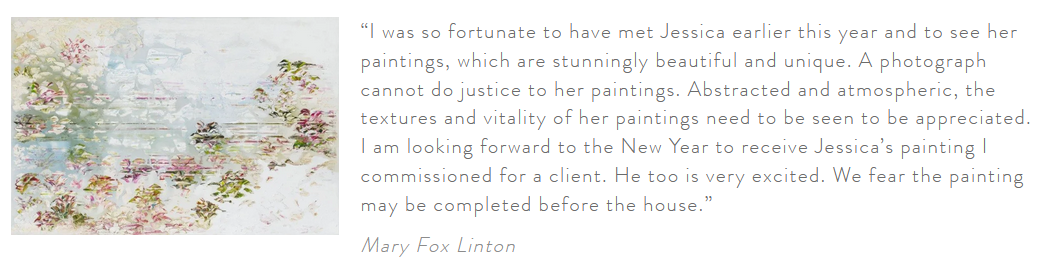 “I was so fortunate to have met Jessica earlier this year and to see her
paintings, which are stunningly beautiful and unique. A photograph
cannot do justice to her paintings. Abstracted and atmospheric, the
textures and vitality of her paintings need to be seen to be appreciated.
I am looking forward to the New Year to receive Jessica’s painting I
commissioned for a client. He too is very excited. We fear the painting
may be completed before the house.”
Mary Fox Linton